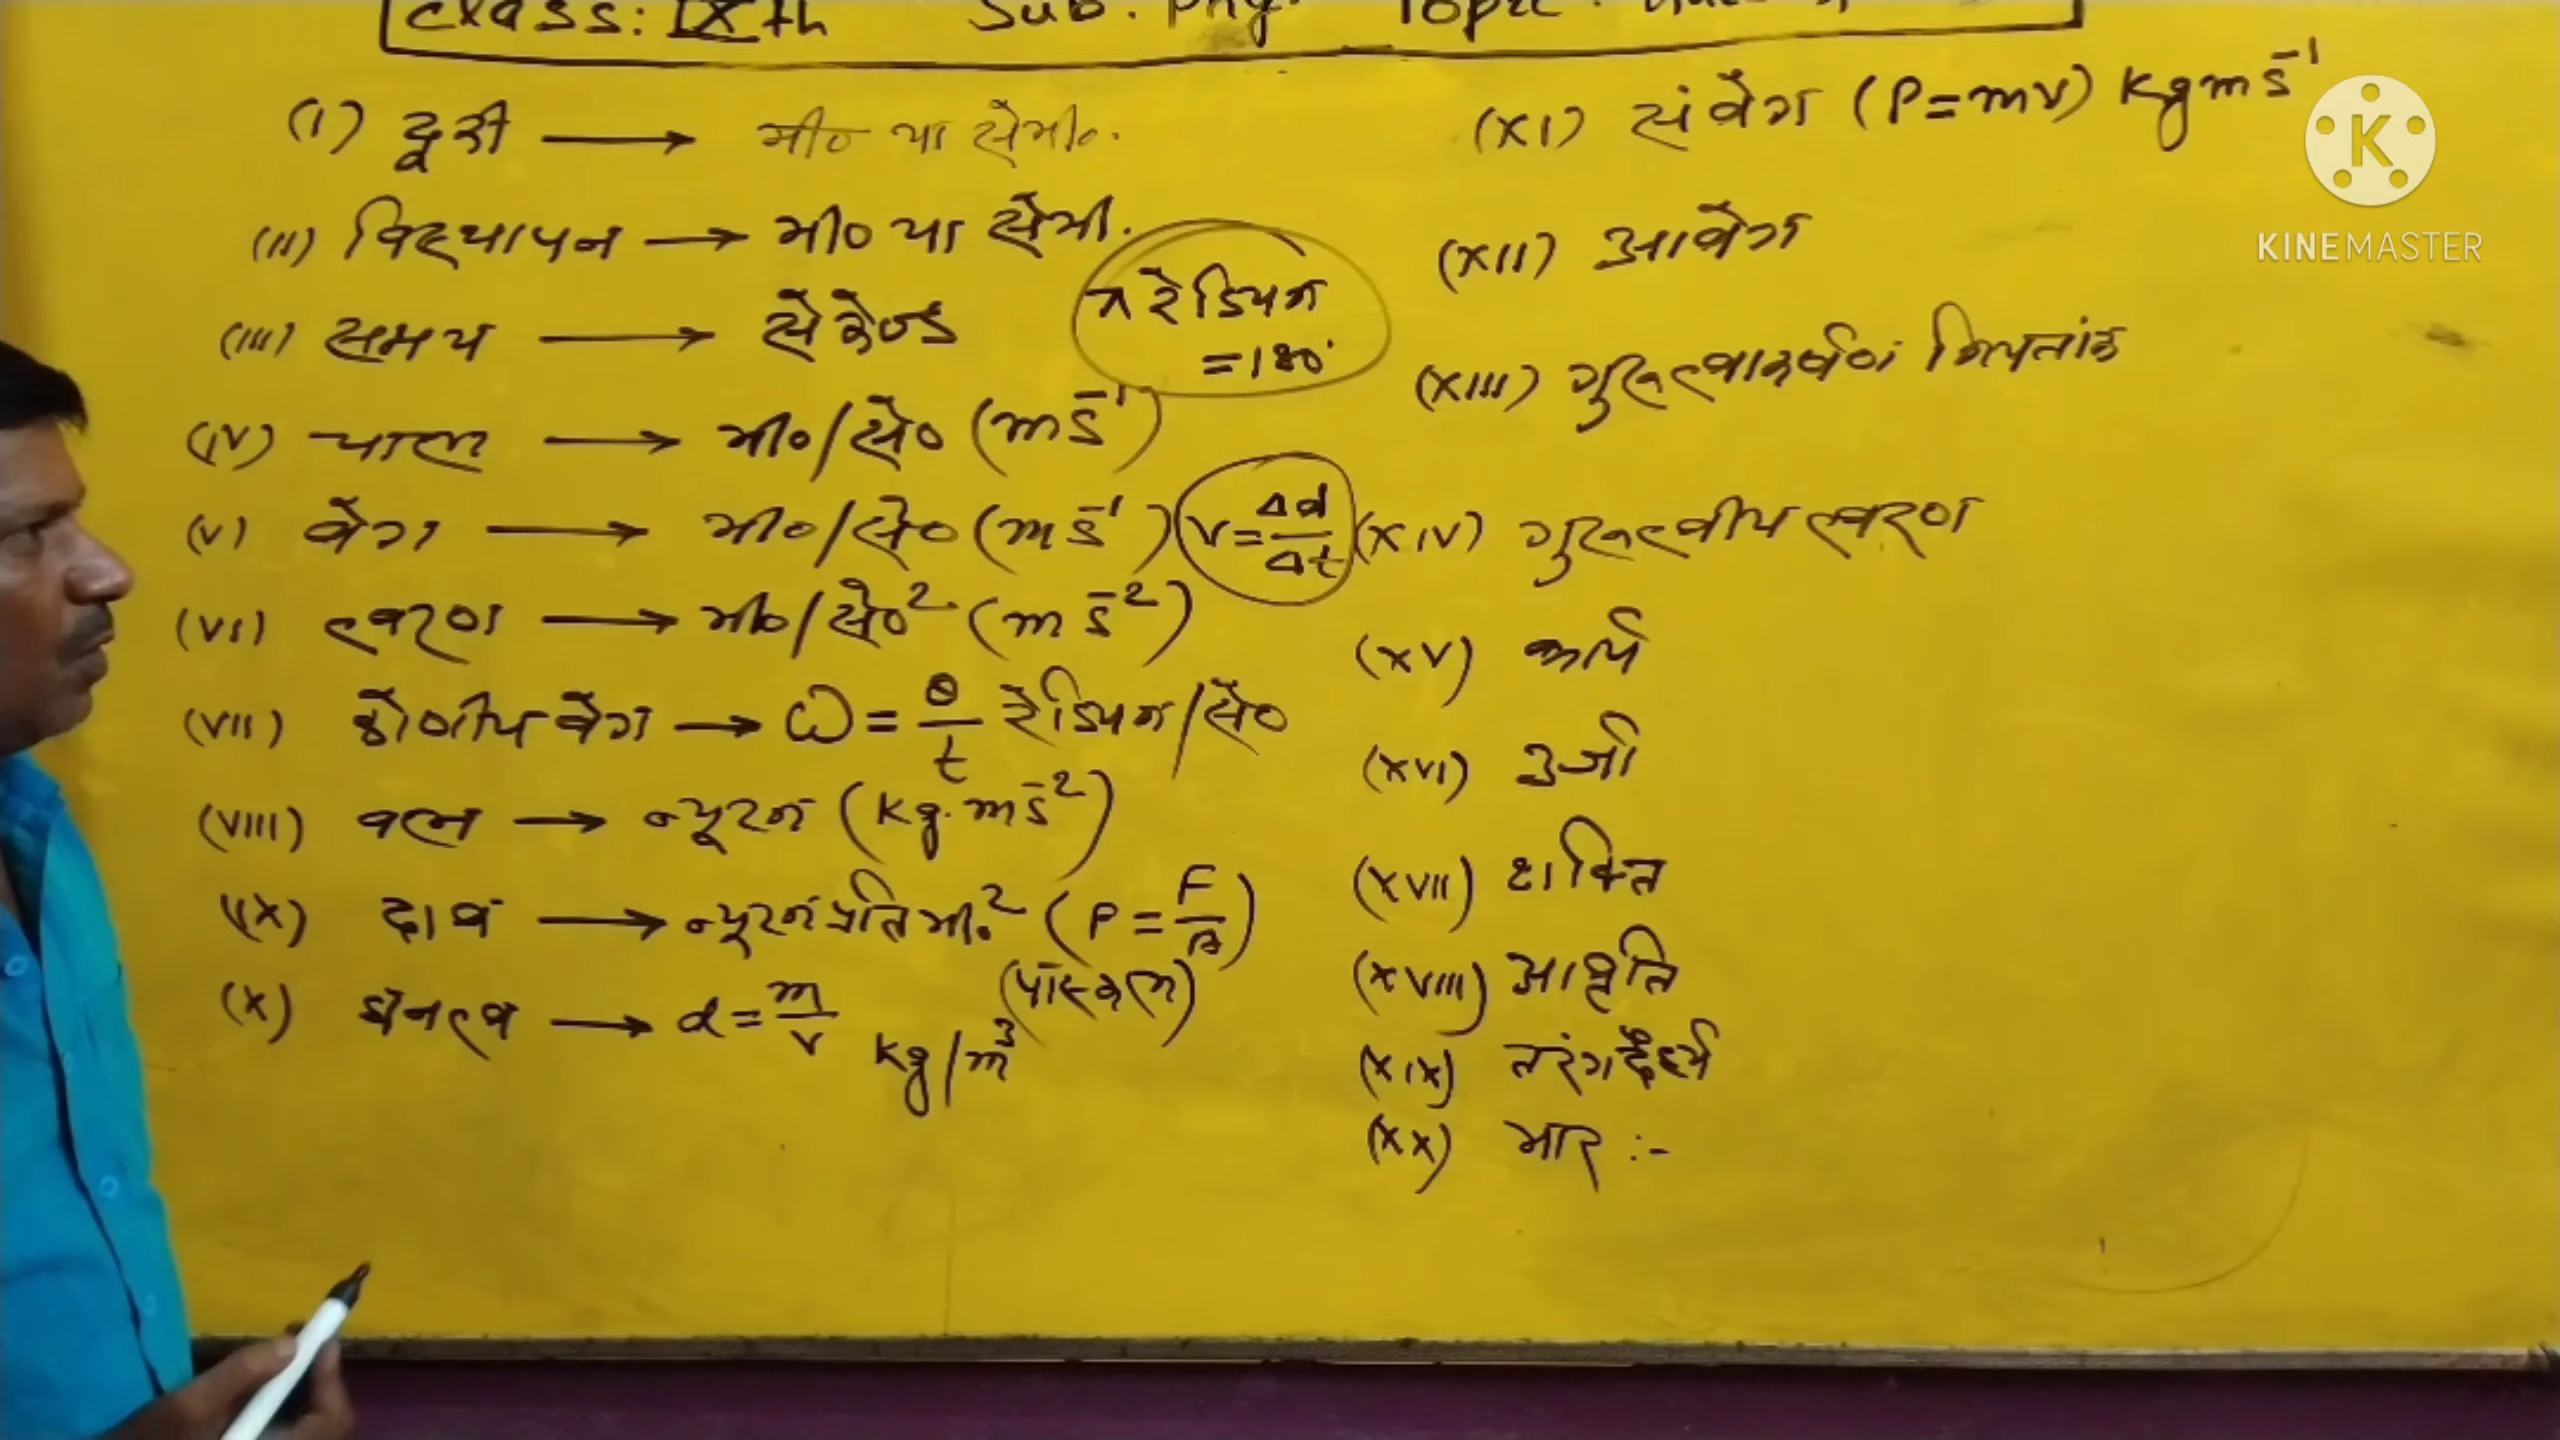 Class: IXth Sub: Phy. Topic:
(I) दूरी → मी० या सेमी०.
(II) विस्थापन → मी० या सेमी.
(III) समय → सेकेण्ड
π रेडियन
=180°
(IV) चाल → मी०/से० (ms⁻¹)
(V) वेग → मी०/से० (ms⁻¹) V=Δd/Δt
(VI) त्वरण → मी०/से०² (ms⁻²)
(VII) कोणीय वेग → ω=θ/t रेडियन/से०
(VIII) बल → न्यूटन (Kg.ms⁻²)
(IX) दाब → न्यूटन प्रति मी.² (P=F/A)
(पास्कल)
(X) घनत्व → d=m/v Kg/m³
(XI) संवेग (P=mv) Kgms⁻¹
(XII) आवेग
(XIII) गुरुत्वाकर्षण नियतांक
(XIV) गुरुत्वीय त्वरण
(XV) कार्य
(XVI) उर्जा
(XVII) शक्ति
(XVIII) आवृति
(XIX) तरंगदैर्ध्य
(XX) भार :-
K
KINEMASTER